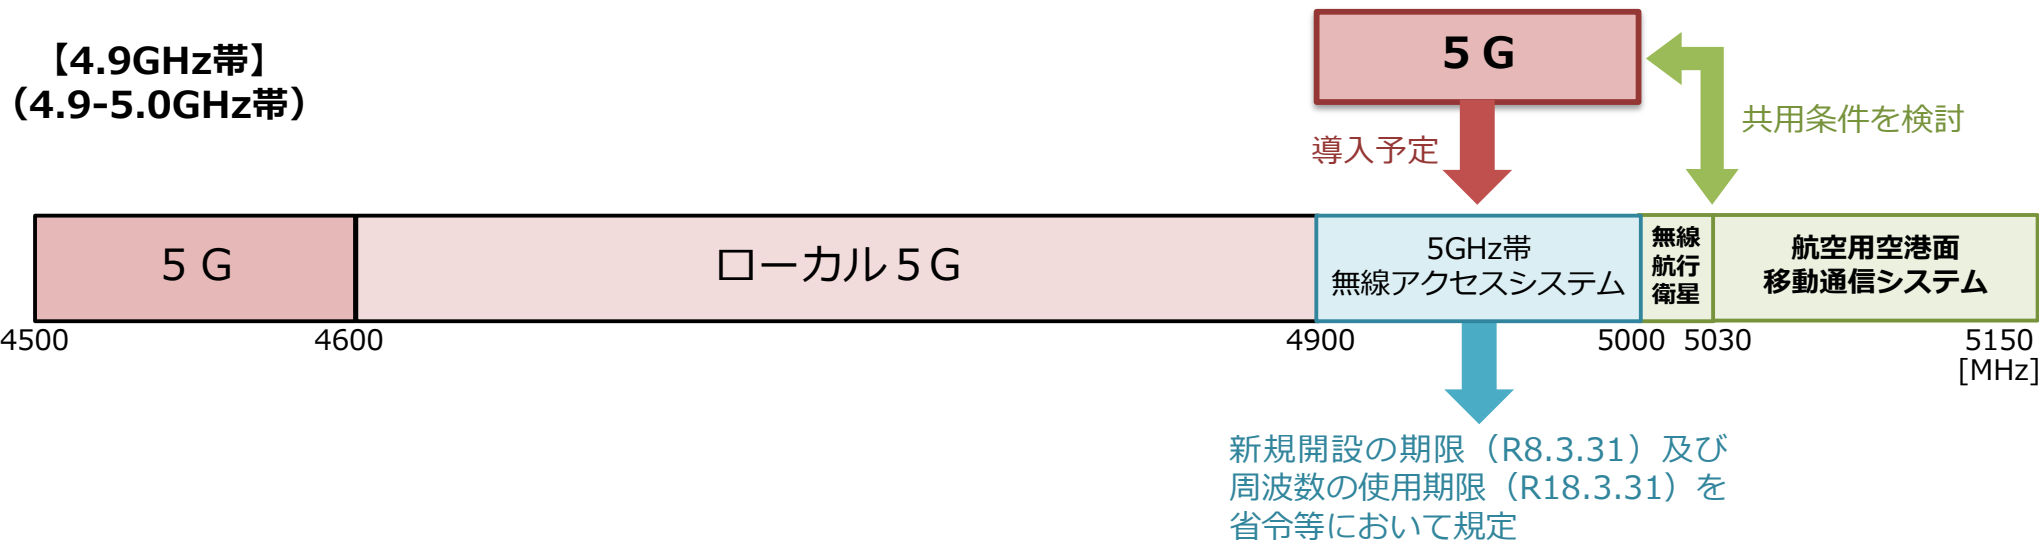 【4.9GHz帯】
（4.9-5.0GHz帯）
５Ｇ
共用条件を検討
導入予定
５Ｇ
ローカル５Ｇ
5GHz帯
無線アクセスシステム
無線
航行
衛星
航空用空港面
移動通信システム
4500
4600
4900
5000
5030
5150
[MHz]
新規開設の期限（R8.3.31）及び
周波数の使用期限（R18.3.31）を
省令等において規定